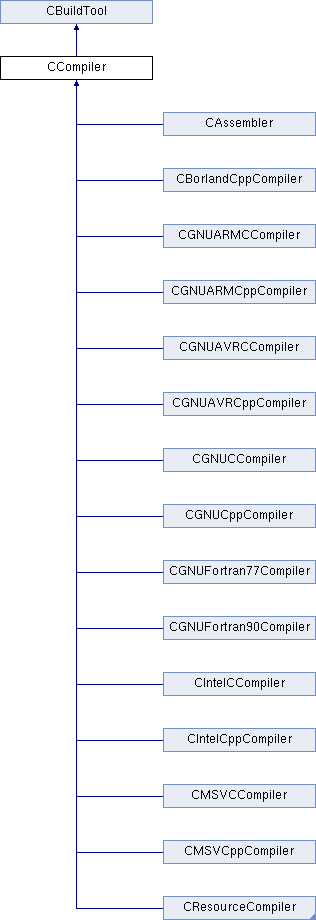 CBuildTool
CCompiler
CAssembler
CBorlandCppCompiler
CGNUARMCCompiler
CGNUARMCppCompiler
CGNUAVRCCompiler
CGNUAVRCppCompiler
CGNUCCompiler
CGNUCppCompiler
CGNUFortran77Compiler
CGNUFortran90Compiler
CIntelCCompiler
CIntelCppCompiler
CMSVCCompiler
CMSVCppCompiler
CResourceCompiler